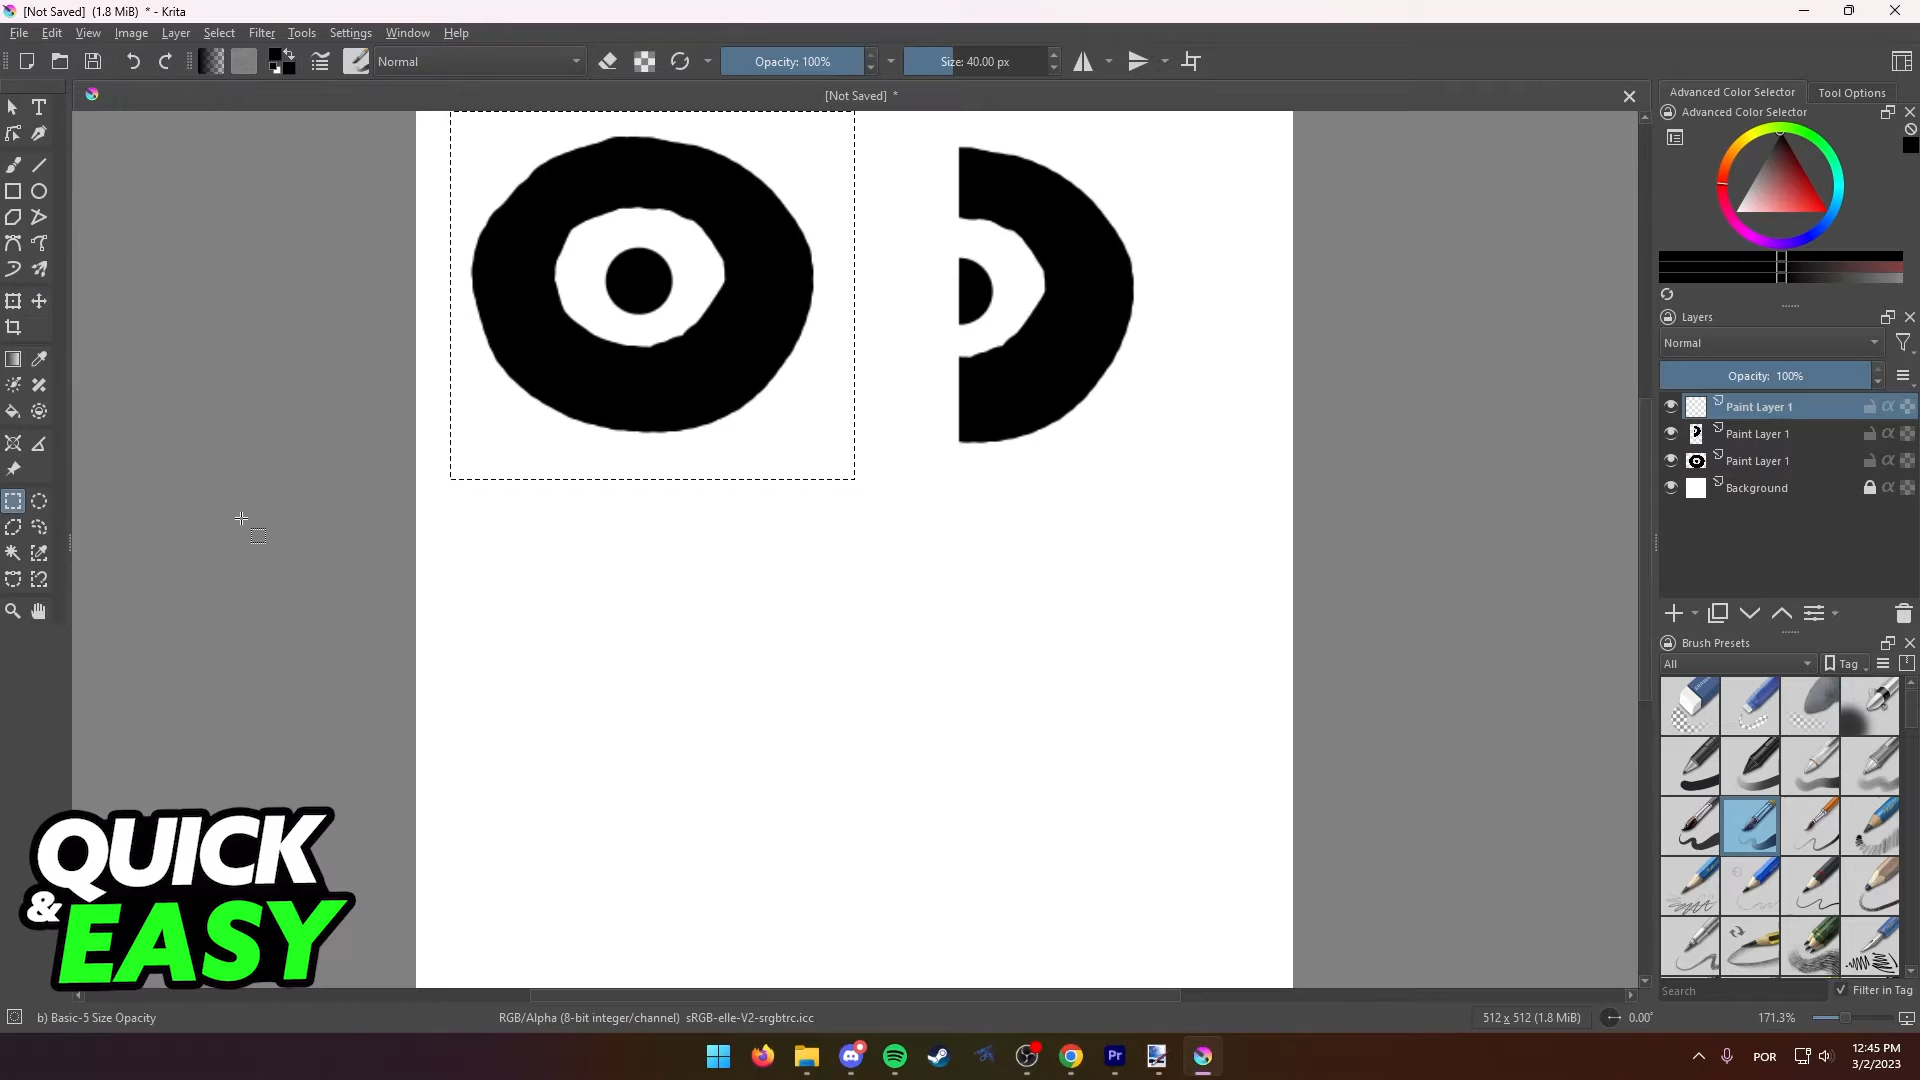 [Not Saved]  (1.8 MiB)  * - Krita
File Edit View Image Layer Select Filter Tools Settings Window Help
Normal
Opacity: 100%
Size: 40.00 px
[Not Saved]  *
Advanced Color Selector
Tool Options
Advanced Color Selector
Layers
Normal
Opacity:  100%
Paint Layer 1
Paint Layer 1
Paint Layer 1
Background
Brush Presets
All
Tag
Search
Filter in Tag
QUICK
& EASY
b) Basic-5 Size Opacity
RGB/Alpha (8-bit integer/channel)  sRGB-elle-V2-srgbtrc.icc
512 x 512 (1.8 MiB)
0.00°
171.3%
Pr
POR
12:45 PM
3/2/2023